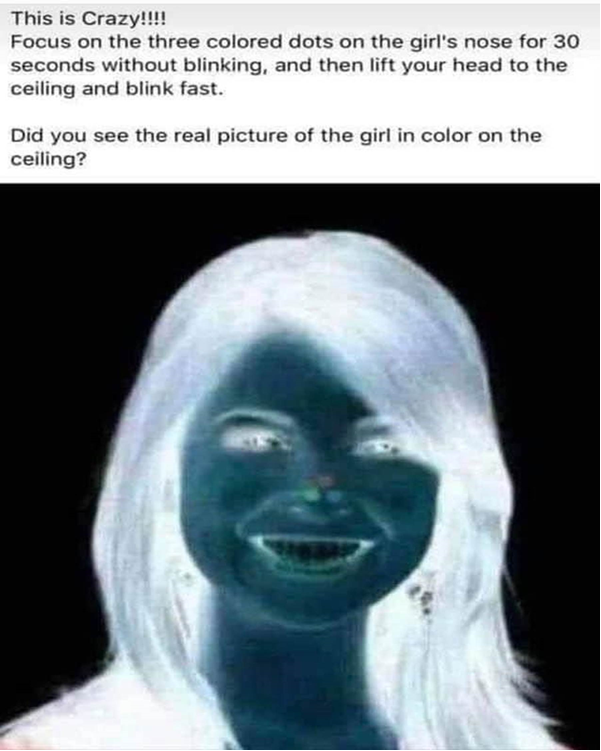 This is Crazy!!!!
Focus on the three colored dots on the girl's nose for 30
seconds without blinking, and then lift your head to the
ceiling and blink fast.
Did you see the real picture of the girl in color on the
ceiling?